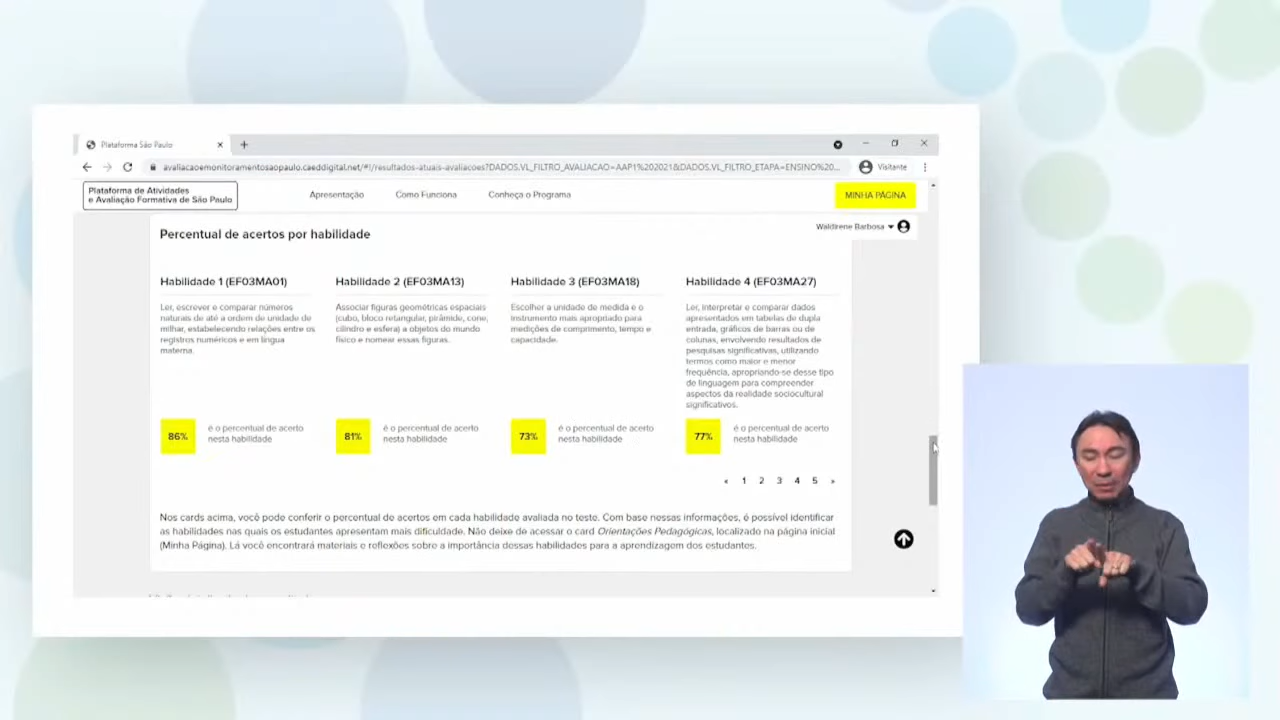 Plataforma São Paulo
avaliacaoemonitoramentosaopaulo.caeddigital.net/#!/resultados-atuais-avaliacoes?DADOS.VL_FILTRO_AVALIACAO=AAP1%202021&DADOS.VL_FILTRO_ETAPA=ENSINO%20...
Visitante
Plataforma de Atividades
e Avaliação Formativa de São Paulo
Apresentação
Como Funciona
Conheça o Programa
MINHA PÁGINA
Waldirene Barbosa
Percentual de acertos por habilidade
Habilidade 1 (EF03MA01)
Ler, escrever e comparar números
naturais de até a ordem de unidade de
milhar, estabelecendo relações entre os
registros numéricos e em língua
materna.
86%
é o percentual de acerto
nesta habilidade
Habilidade 2 (EF03MA13)
Associar figuras geométricas espaciais
(cubo, bloco retangular, pirâmide, cone,
cilindro e esfera) a objetos do mundo
físico e nomear essas figuras.
81%
é o percentual de acerto
nesta habilidade
Habilidade 3 (EF03MA18)
Escolher a unidade de medida e o
instrumento mais apropriado para
medições de comprimento, tempo e
capacidade.
73%
é o percentual de acerto
nesta habilidade
Habilidade 4 (EF03MA27)
Ler, interpretar e comparar dados
apresentados em tabelas de dupla
entrada, gráficos de barras ou de
colunas, envolvendo resultados de
pesquisas significativas, utilizando
termos como maior e menor
frequência, apropriando-se desse tipo
de linguagem para compreender
aspectos da realidade sociocultural
significativos.
77%
é o percentual de acerto
nesta habilidade
« 1 2 3 4 5 »
Nos cards acima, você pode conferir o percentual de acertos em cada habilidade avaliada no teste. Com base nessas informações, é possível identificar
as habilidades nas quais os estudantes apresentam mais dificuldade. Não deixe de acessar o card Orientações Pedagógicas, localizado na página inicial
(Minha Página). Lá você encontrará materiais e reflexões sobre a importância dessas habilidades para a aprendizagem dos estudantes.